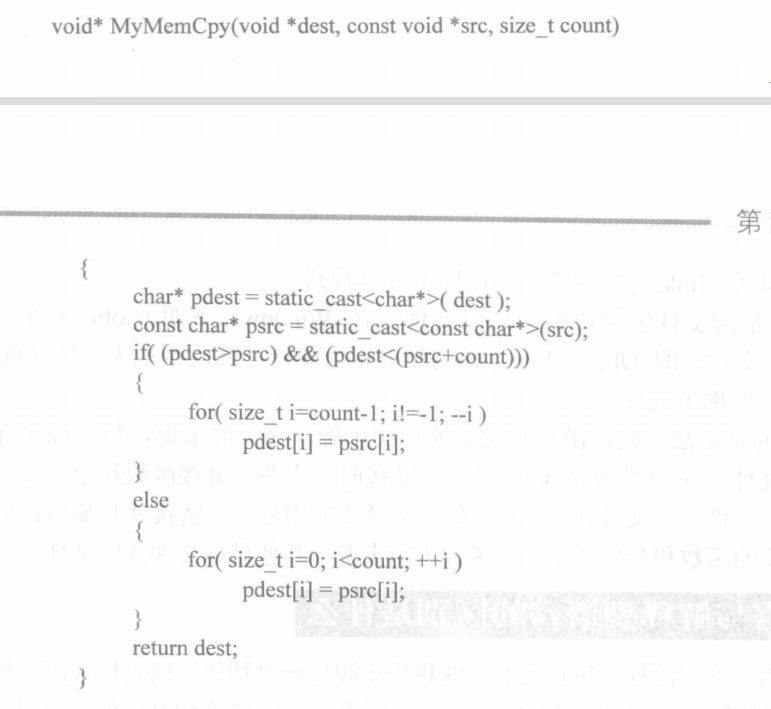 void* MyMemCpy(void *dest, const void *src, size_t count)
第
{
char* pdest = static_cast<char*>( dest );
const char* psrc = static_cast<const char*>(src);
if( (pdest>psrc) && (pdest<(psrc+count)))
{
for( size_t i=count-1; i!=-1; --i )
pdest[i] = psrc[i];
}
else
{
for( size_t i=0; i<count; ++i )
pdest[i] = psrc[i];
}
return dest;
}